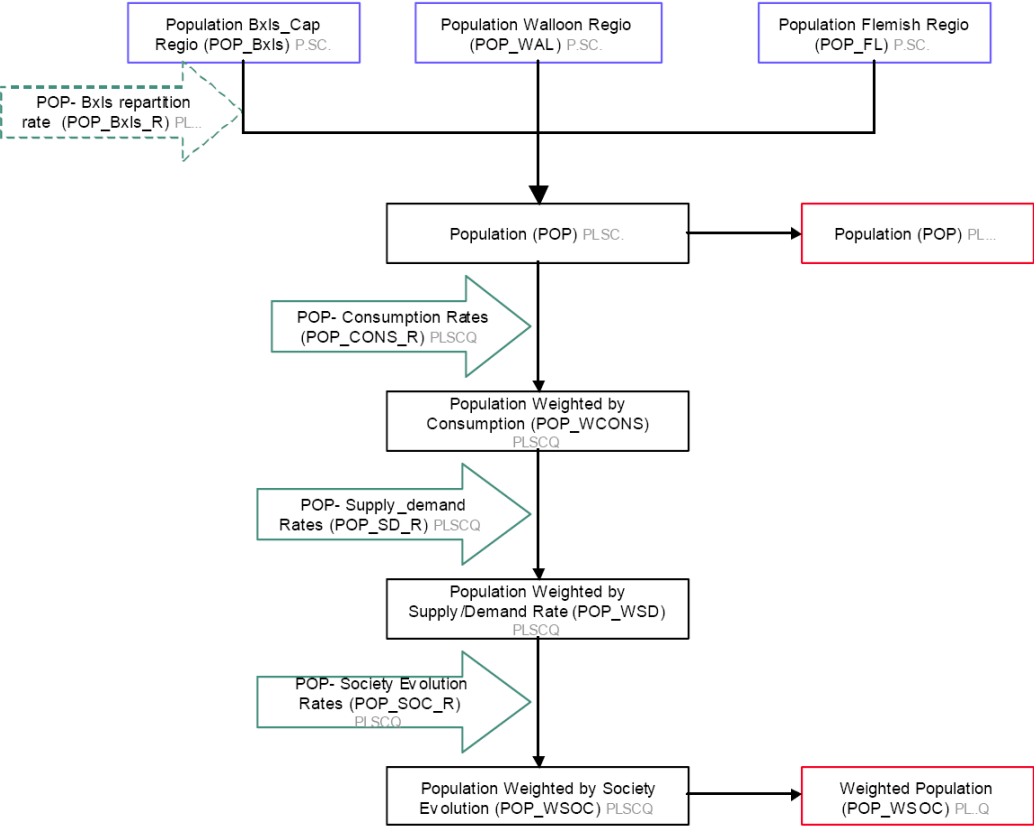 Population Bxls_Cap
Regio (POP_Bxls) P.SC.
Population Walloon Regio
(POP_WAL) P.SC.
Population Flemish Regio
(POP_FL) P.SC.
POP- Bxls repartition
rate (POP_Bxls_R) PL...
Population (POP) PLSC.
Population (POP) PL...
POP- Consumption Rates
(POP_CONS_R) PLSCQ
Population Weighted by
Consumption (POP_WCONS)
PLSCQ
POP- Supply_demand
Rates (POP_SD_R) PLSCQ
Population Weighted by
Supply/Demand Rate (POP_WSD)
PLSCQ
POP- Society Evolution
Rates (POP_SOC_R)
PLSCQ
Population Weighted by Society
Evolution (POP_WSOC) PLSCQ
Weighted Population
(POP_WSOC) PL..Q